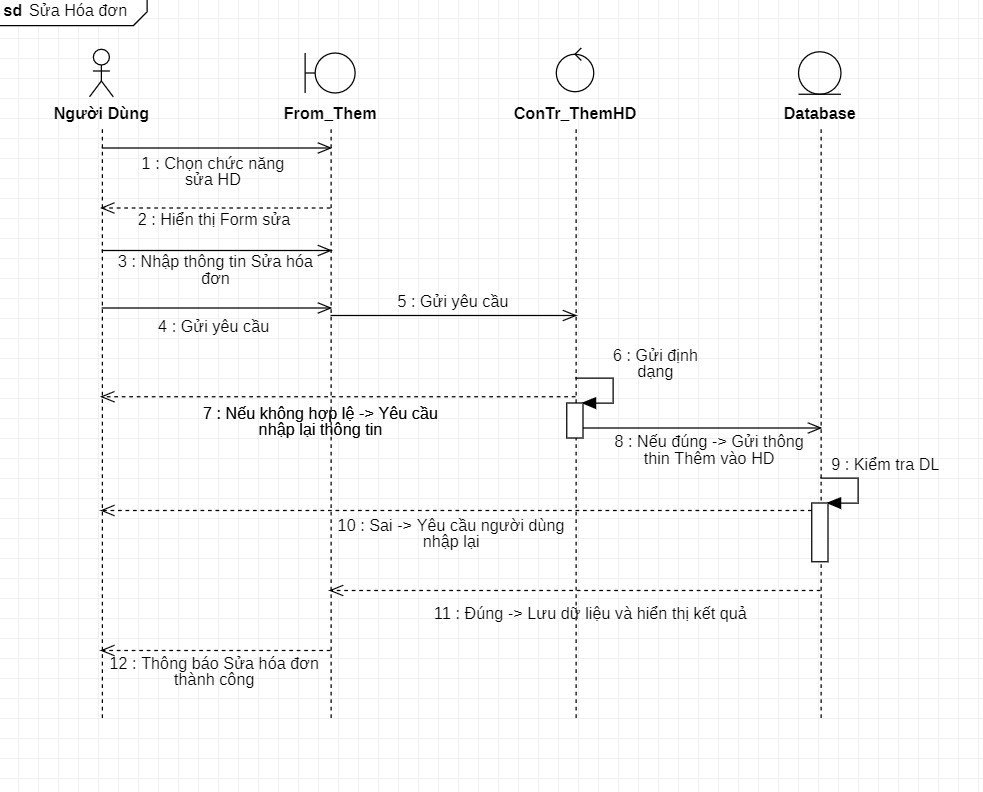 sd Sửa Hóa đơn
Người Dùng
From_Them
ConTr_ThemHD
Database
1 : Chọn chức năng
sửa HD
2 : Hiển thị Form sửa
3 : Nhập thông tin Sửa hóa
đơn
4 : Gửi yêu cầu
5 : Gửi yêu cầu
6 : Gửi định
dạng
7 : Nếu không hợp lệ -> Yêu cầu
nhập lại thông tin
8 : Nếu đúng -> Gửi thông
thin Thêm vào HD
9 : Kiểm tra DL
10 : Sai -> Yêu cầu người dùng
nhập lại
11 : Đúng -> Lưu dữ liệu và hiển thị kết quả
12 : Thông báo Sửa hóa đơn
thành công